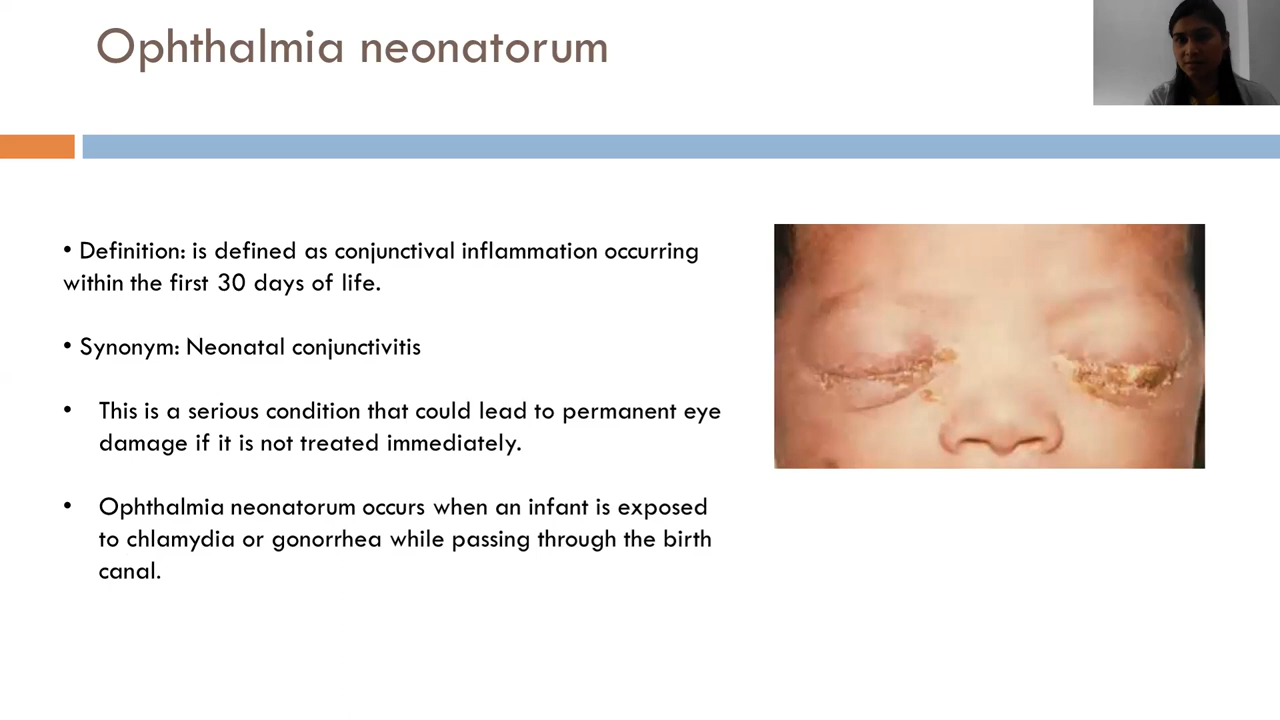 Ophthalmia neonatorum
• Definition: is defined as conjunctival inflammation occurring
within the first 30 days of life.
• Synonym: Neonatal conjunctivitis
• This is a serious condition that could lead to permanent eye
damage if it is not treated immediately.
• Ophthalmia neonatorum occurs when an infant is exposed
to chlamydia or gonorrhea while passing through the birth
canal.